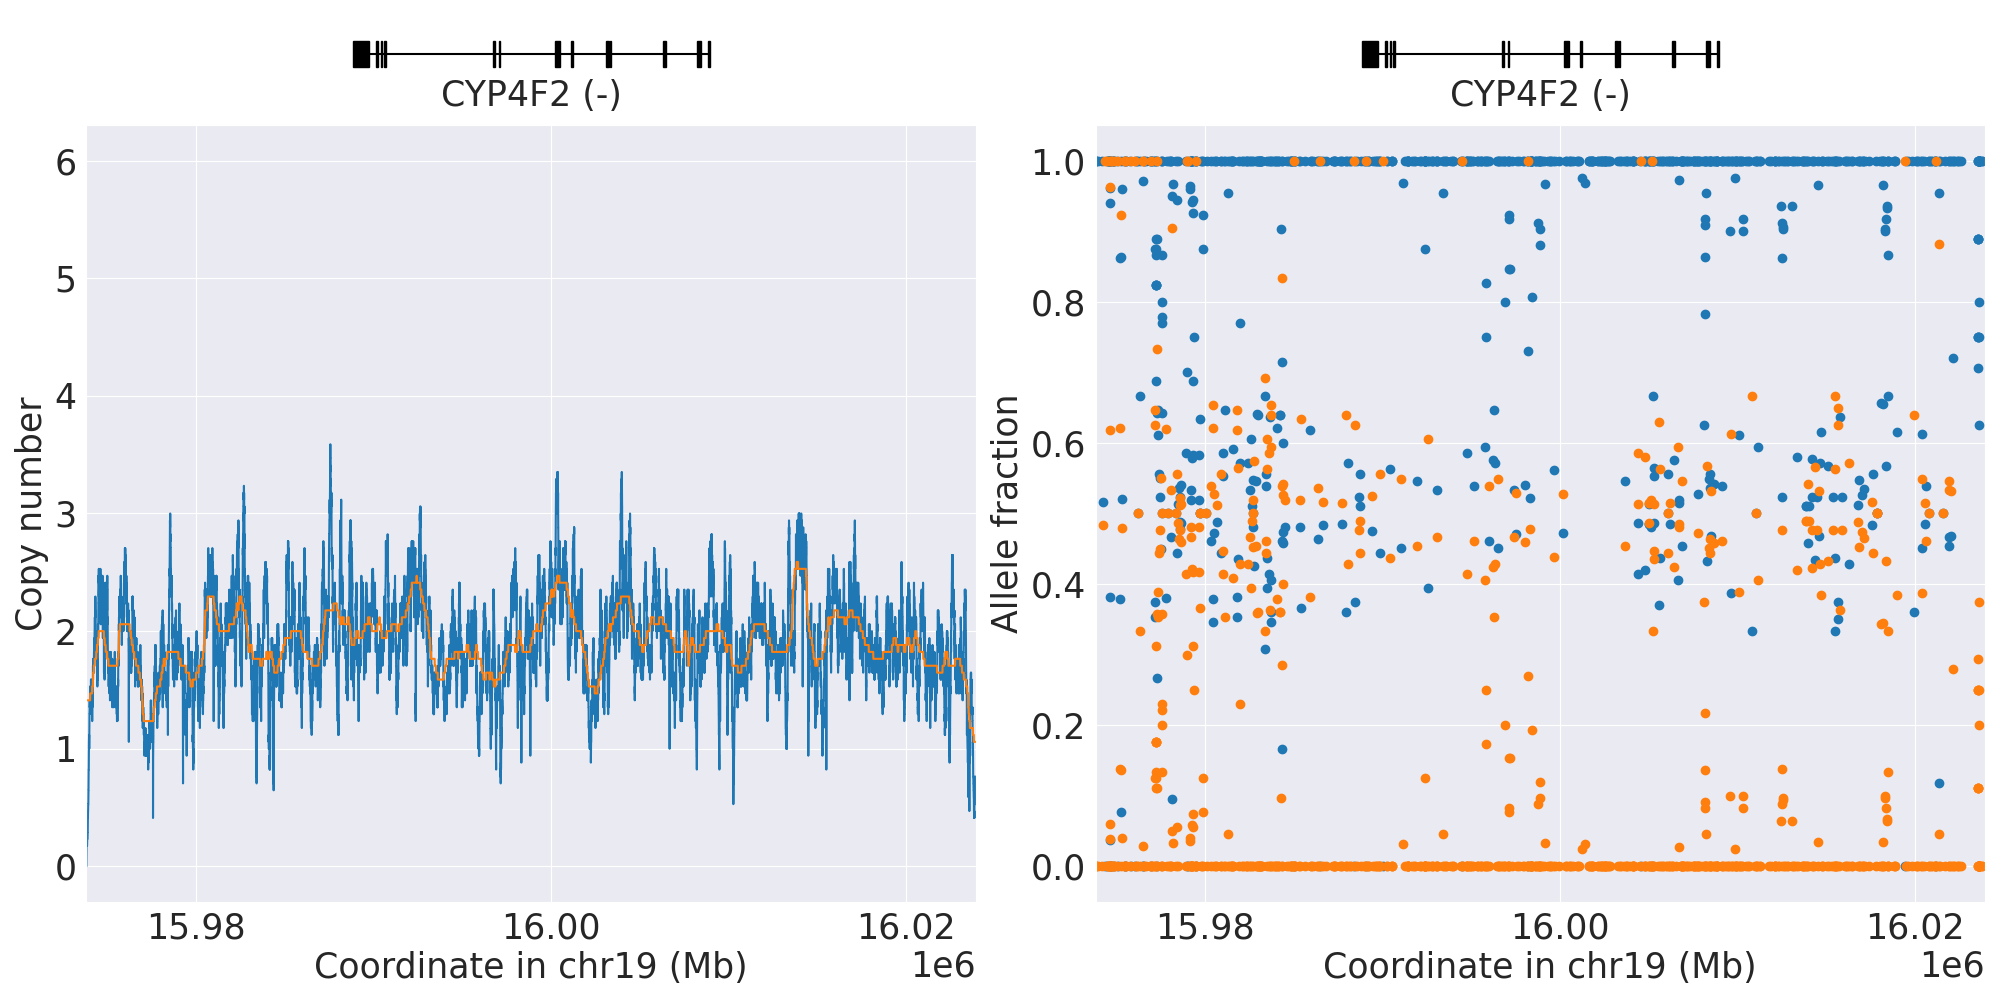 CYP4F2 (-)
CYP4F2 (-)
Copy number
6
5
4
3
2
1
0
15.98
16.00
16.02
Coordinate in chr19 (Mb)
1e6
Allele fraction
1.0
0.8
0.6
0.4
0.2
0.0
15.98
16.00
16.02
Coordinate in chr19 (Mb)
1e6